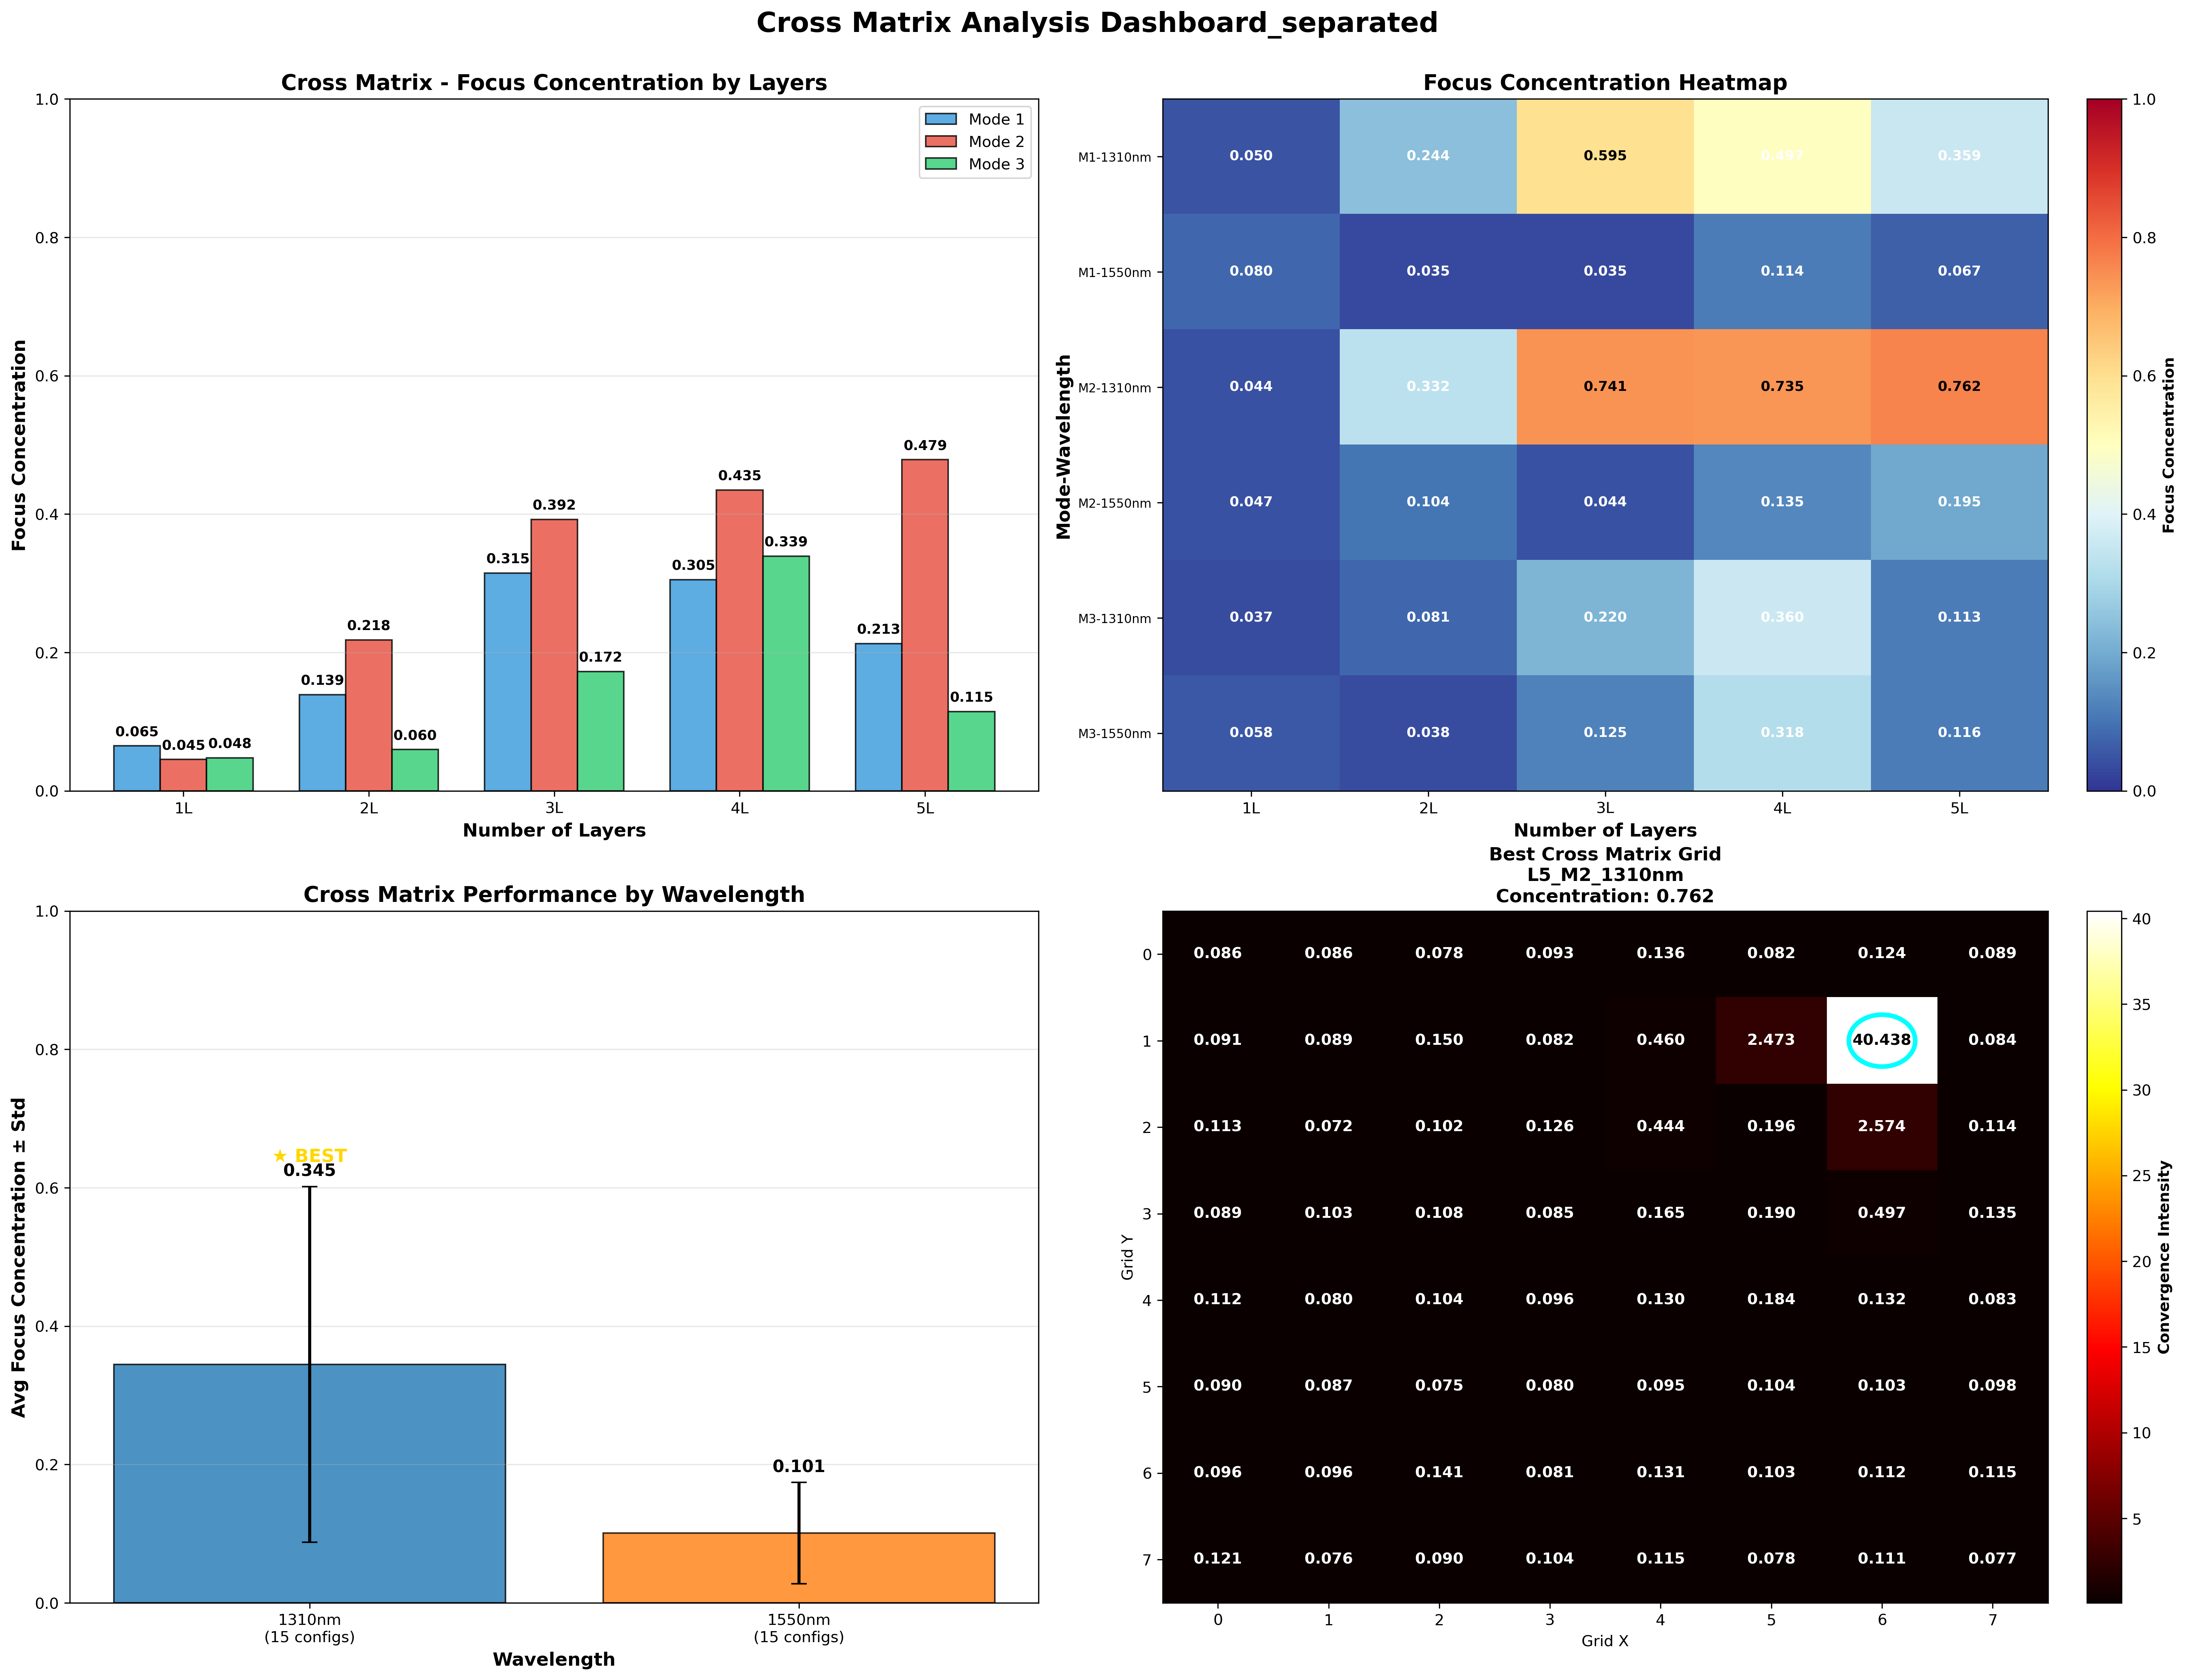 Cross Matrix Analysis Dashboard_separated
Cross Matrix - Focus Concentration by Layers
Focus Concentration
1.0
0.8
0.6
0.4
0.2
0.0
Mode 1
Mode 2
Mode 3
0.065
0.045
0.048
0.139
0.218
0.060
0.315
0.392
0.172
0.305
0.435
0.339
0.213
0.479
0.115
1L 2L 3L 4L 5L
Number of Layers
Focus Concentration Heatmap
Mode-Wavelength
M1-1310nm 0.050 0.244 0.595 0.359
M1-1550nm 0.080 0.035 0.035 0.114 0.067
M2-1310nm 0.044 0.332 0.741 0.735 0.762
M2-1550nm 0.047 0.104 0.044 0.135 0.195
M3-1310nm 0.037 0.081 0.220 0.360 0.113
M3-1550nm 0.058 0.038 0.125 0.318 0.116
1L 2L 3L 4L 5L
Number of Layers
1.0
0.8
0.6
0.4
0.2
0.0
Focus Concentration
Cross Matrix Performance by Wavelength
Avg Focus Concentration ± Std
1.0
0.8
0.6
0.4
0.2
0.0
★ BEST
0.345
0.101
1310nm
(15 configs)
1550nm
(15 configs)
Wavelength
Best Cross Matrix Grid
L5_M2_1310nm
Concentration: 0.762
Grid Y
0 0.086 0.086 0.078 0.093 0.136 0.082 0.124 0.089
1 0.091 0.089 0.150 0.082 0.460 2.473 40.438 0.084
2 0.113 0.072 0.102 0.126 0.444 0.196 2.574 0.114
3 0.089 0.103 0.108 0.085 0.165 0.190 0.497 0.135
4 0.112 0.080 0.104 0.096 0.130 0.184 0.132 0.083
5 0.090 0.087 0.075 0.080 0.095 0.104 0.103 0.098
6 0.096 0.096 0.141 0.081 0.131 0.103 0.112 0.115
7 0.121 0.076 0.090 0.104 0.115 0.078 0.111 0.077
0 1 2 3 4 5 6 7
Grid X
40
35
30
25
20
15
10
5
Convergence Intensity